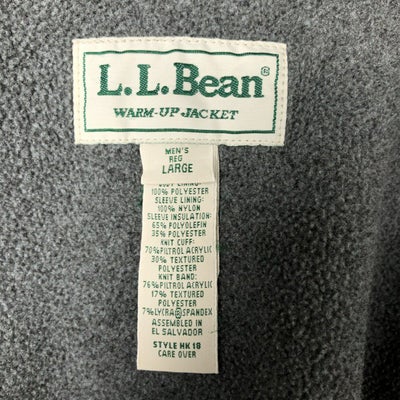 L.L.Bean®
WARM-UP JACKET
MEN'S
REG
LARGE
BODY LINING:
100% POLYESTER
SLEEVE LINING:
100% NYLON
SLEEVE INSULATION:
65% POLYOLEFIN
35% POLYESTER
KNIT CUFF:
70% PILTROL ACRYLIC
30% TEXTURED
POLYESTER
KNIT BAND:
76% PILTROL ACRYLIC
17% TEXTURED
POLYESTER
7% LYCRA® SPANDEX
ASSEMBLED IN
EL SALVADOR
STYLE HK 18
CARE OVER